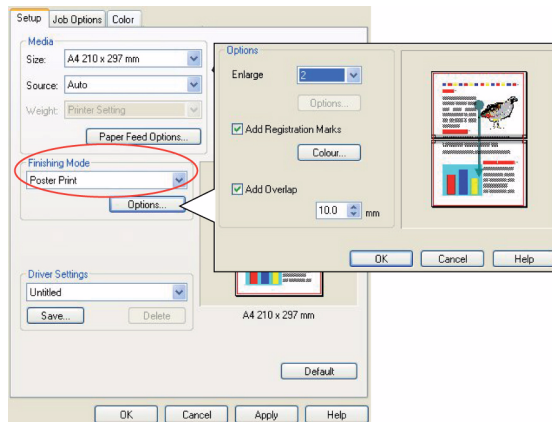 Setup Job Options Color
Media
Size: A4 210 x 297 mm
Source: Auto
Weight: Printer Setting
Paper Feed Options...
Finishing Mode
Poster Print
Options...
Driver Settings
Untitled
Save... Delete
A4 210 x 297 mm
Default
OK Cancel Apply Help
Options
Enlarge 2
Options...
Add Registration Marks
Colour...
Add Overlap
10.0 mm
OK Cancel Help